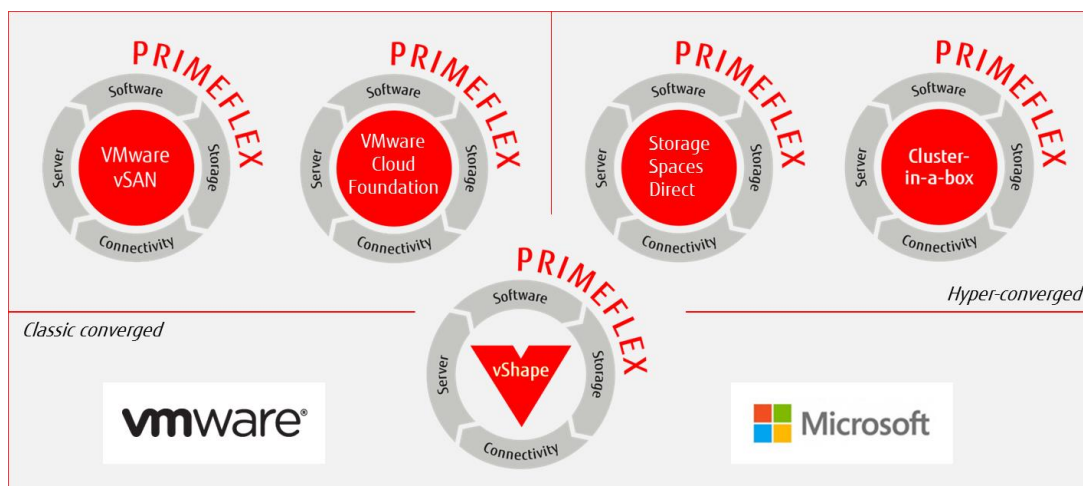 PRIMEFLEX
Software
Server
Storage
Connectivity
VMware
vSAN
PRIMEFLEX
Software
Server
Storage
Connectivity
VMware
Cloud
Foundation
PRIMEFLEX
Software
Server
Storage
Connectivity
Storage
Spaces
Direct
PRIMEFLEX
Software
Server
Storage
Connectivity
Cluster-
in-a-box
Hyper-converged
Classic converged
PRIMEFLEX
Software
Server
Storage
Connectivity
vShape
vmware®
Microsoft